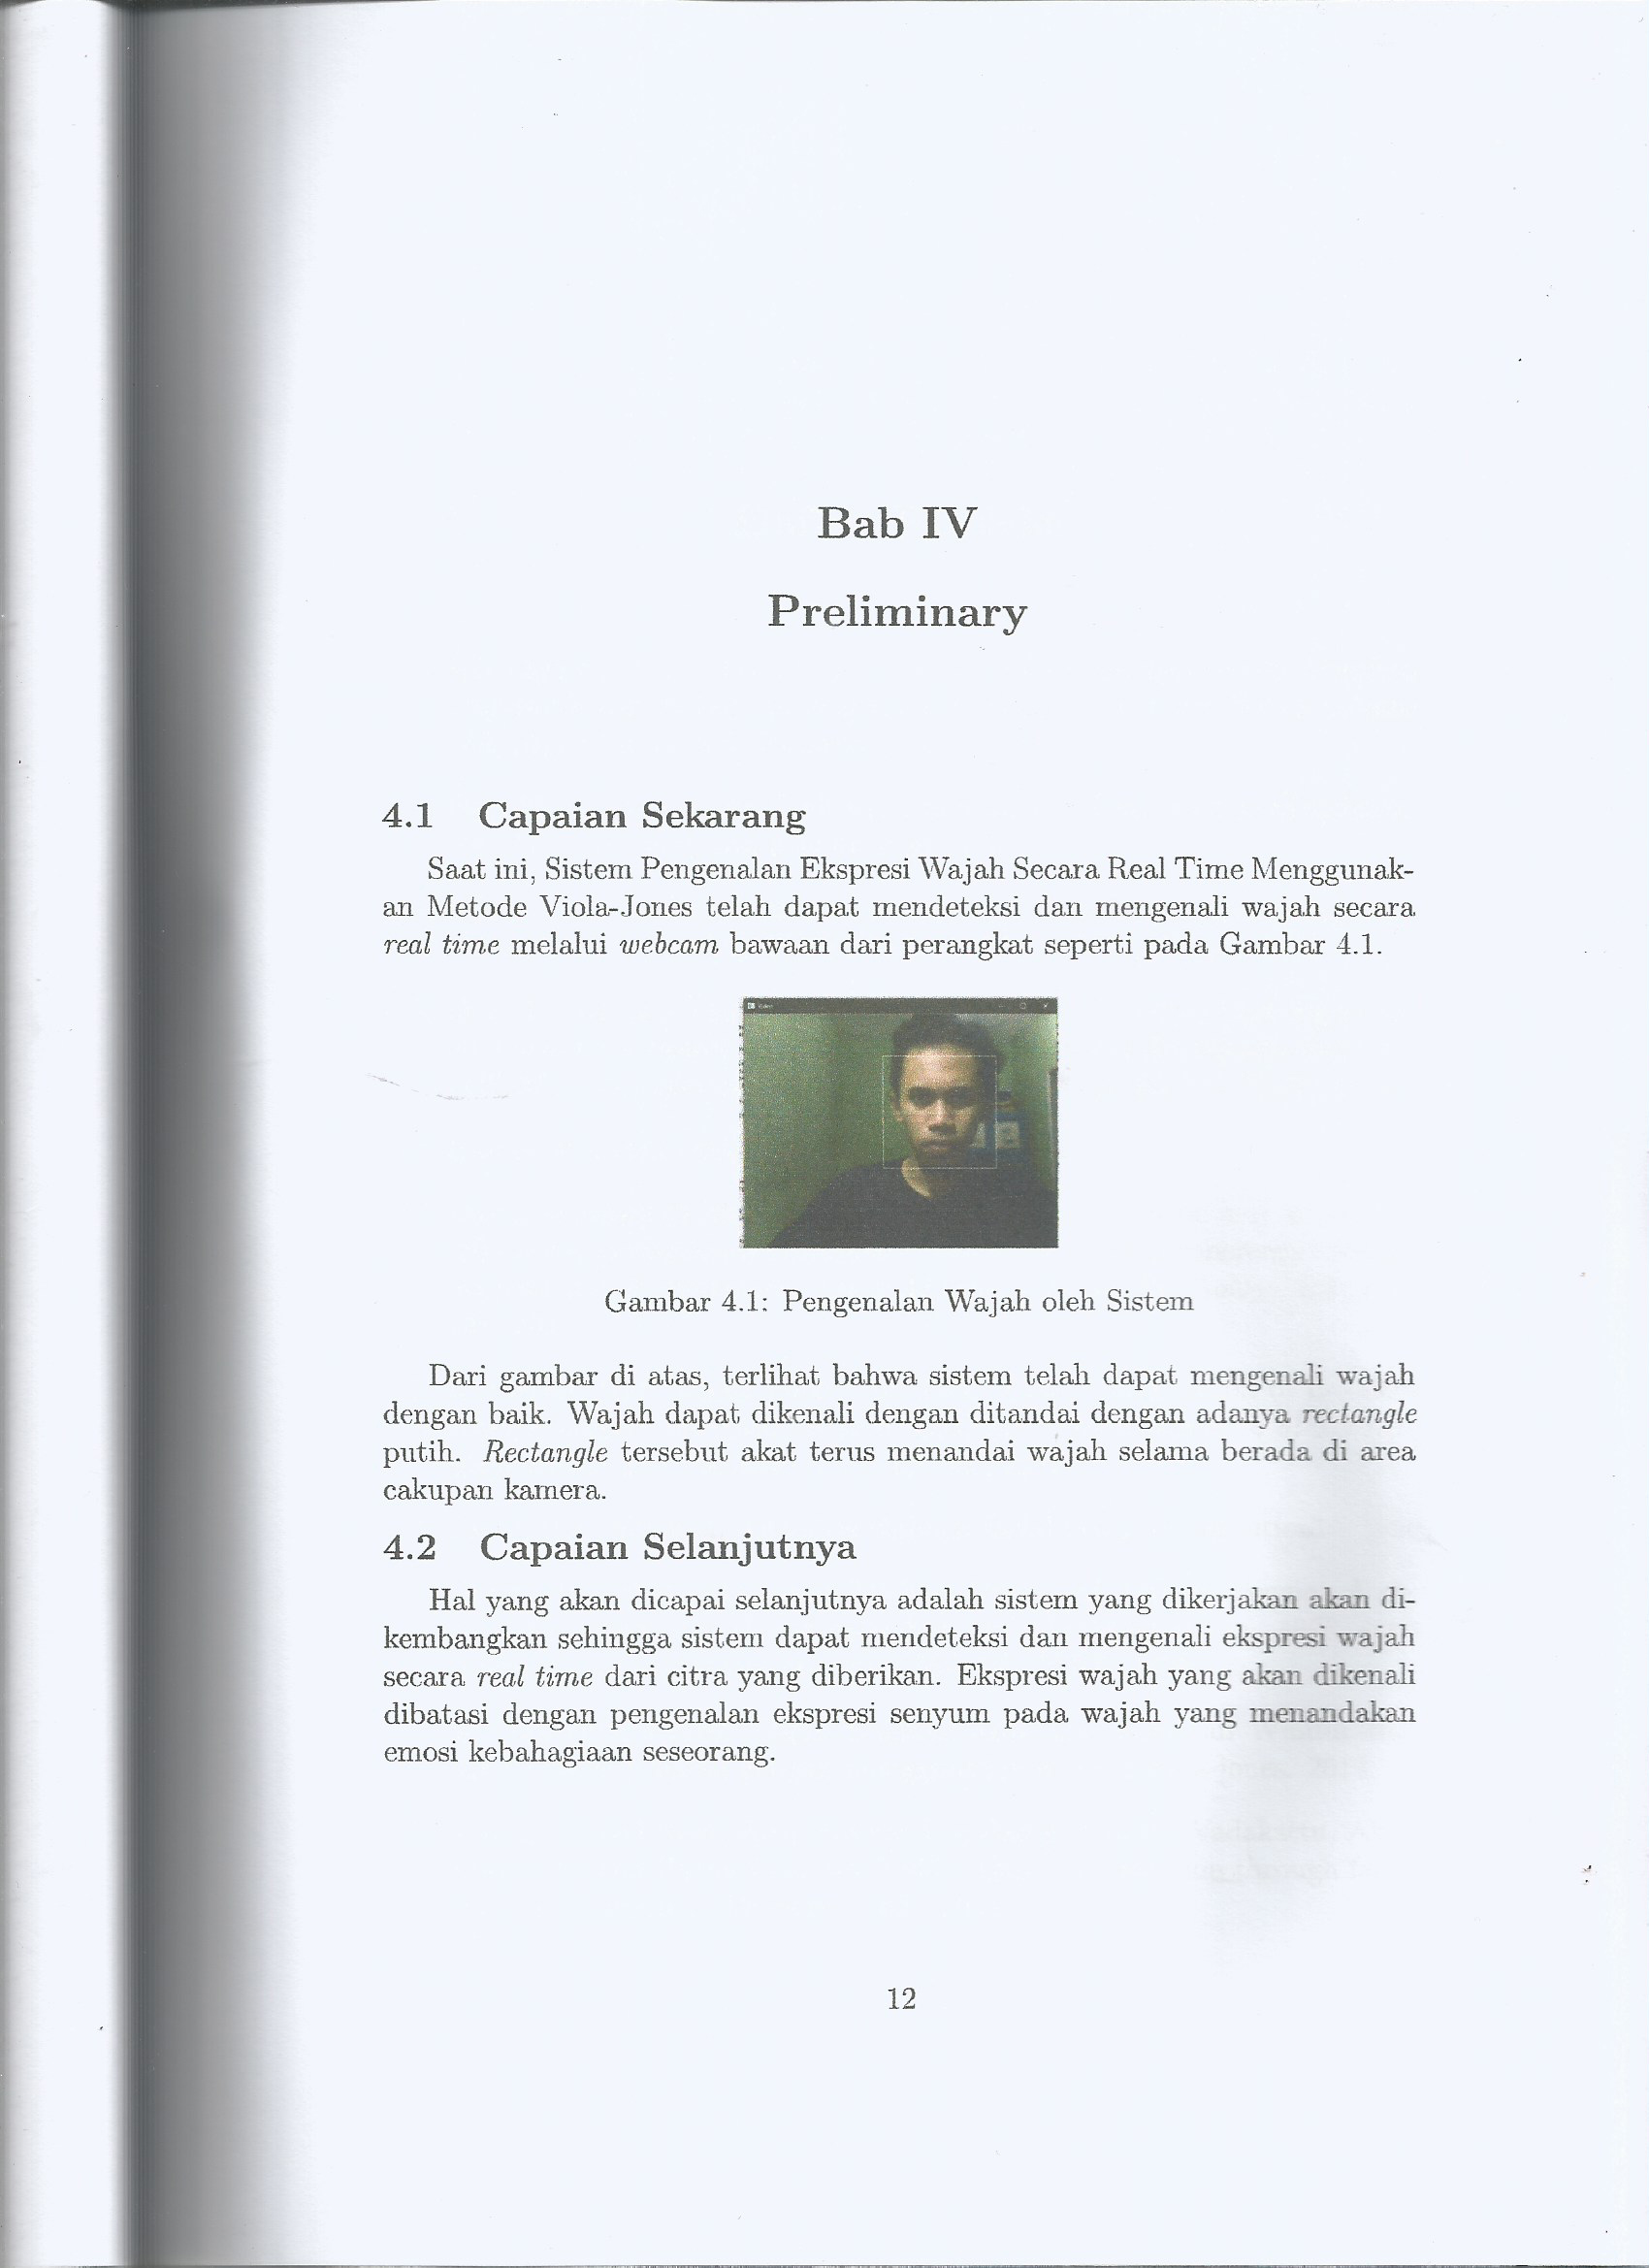 Bab IV
Preliminary
4.1 Capaian Sekarang
Saat ini, Sistem Pengenalan Ekspresi Wajah Secara Real Time Menggunak-
an Metode Viola-Jones telah dapat mendeteksi dan mengenali wajah secara
real time melalui webcam bawaan dari perangkat seperti pada Gambar 4.1.
Gambar 4.1: Pengenalan Wajah oleh Sistem
Dari gambar di atas, terlihat bahwa sistem telah dapat mengenali wajah
dengan baik. Wajah dapat dikenali dengan ditandai dengan adanya rectangle
putih. Rectangle tersebut akat terus menandai wajah selama berada di area
cakupan kamera.
4.2 Capaian Selanjutnya
Hal yang akan dicapai selanjutnya adalah sistem yang dikerjakan akan di-
kembangkan sehingga sistem dapat mendeteksi dan mengenali ekspresi wajah
secara real time dari citra yang diberikan. Ekspresi wajah yang akan dikenali
dibatasi dengan pengenalan ekspresi senyum pada wajah yang menandakan
emosi kebahagiaan seseorang.
12